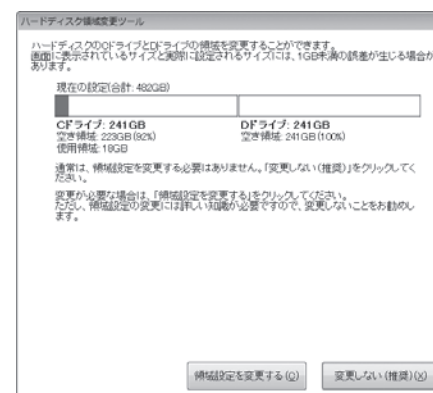 ハードディスク領域変更ツール
ハードディスクのCドライブとDドライブの領域を変更することができます。
画面に表示されているサイズと実際に設定されるサイズには、1GB未満の誤差が生じる場合が
あります。
現在の設定(合計: 482GB)
Cドライブ: 241GB
Dドライブ: 241GB
空き領域: 223GB(92%)
空き領域: 241GB(100%)
使用領域: 18GB
通常は、領域設定を変更する必要はありません。「変更しない(推奨)」をクリックしてく
ださい。
変更が必要な場合は、「領域設定を変更する」をクリックしてください。
ただし、領域設定の変更には詳しい知識が必要ですので、変更しないことをお勧めし
ます。
領域設定を変更する(C)
変更しない(推奨)(X)